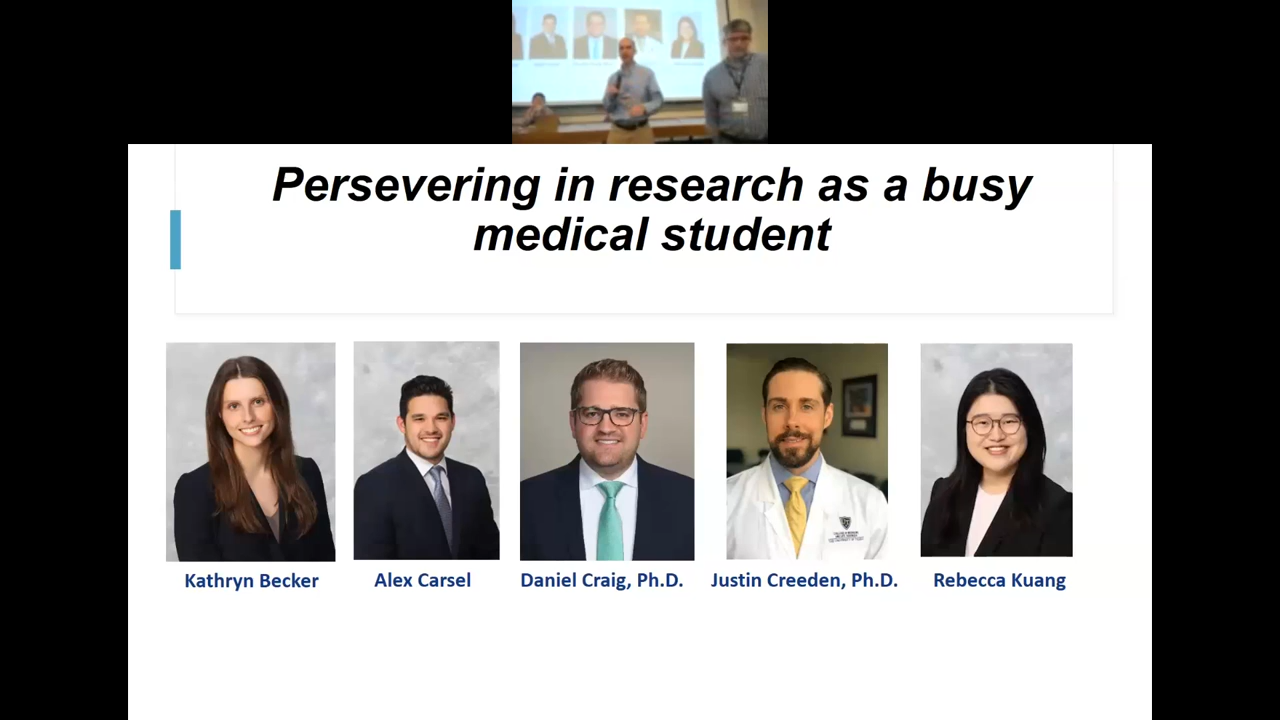 Persevering in research as a busy
medical student
Kathryn Becker
Alex Carsel
Daniel Craig, Ph.D.
Justin Creeden, Ph.D.
Rebecca Kuang